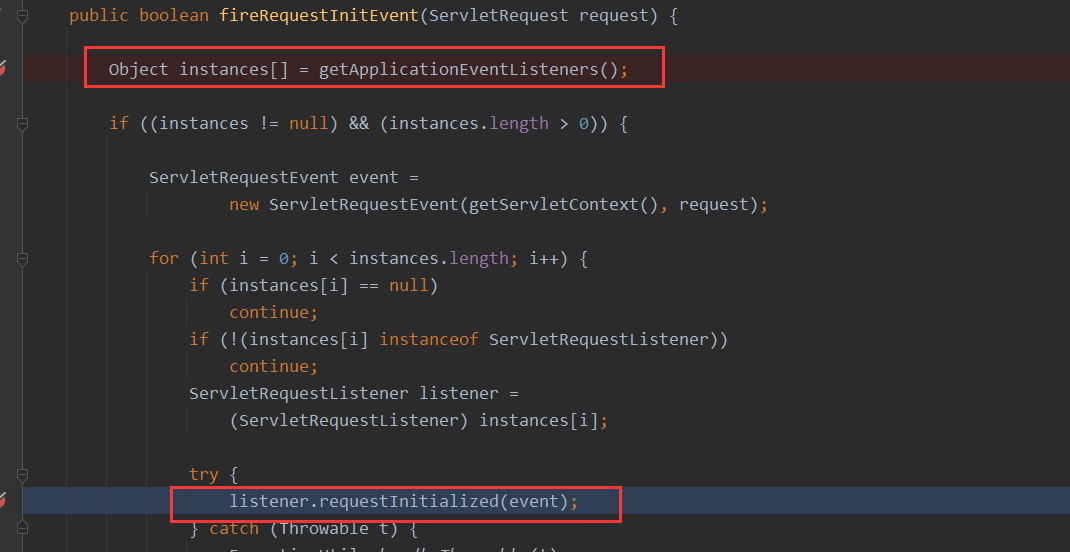 public boolean fireRequestInitEvent(ServletRequest request) {
Object instances[] = getApplicationEventListeners();
if ((instances != null) && (instances.length > 0)) {
ServletRequestEvent event =
new ServletRequestEvent(getServletContext(), request);
for (int i = 0; i < instances.length; i++) {
if (instances[i] == null)
continue;
if (!(instances[i] instanceof ServletRequestListener))
continue;
ServletRequestListener listener =
(ServletRequestListener) instances[i];
try {
listener.requestInitialized(event);
} catch (Throwable t) {